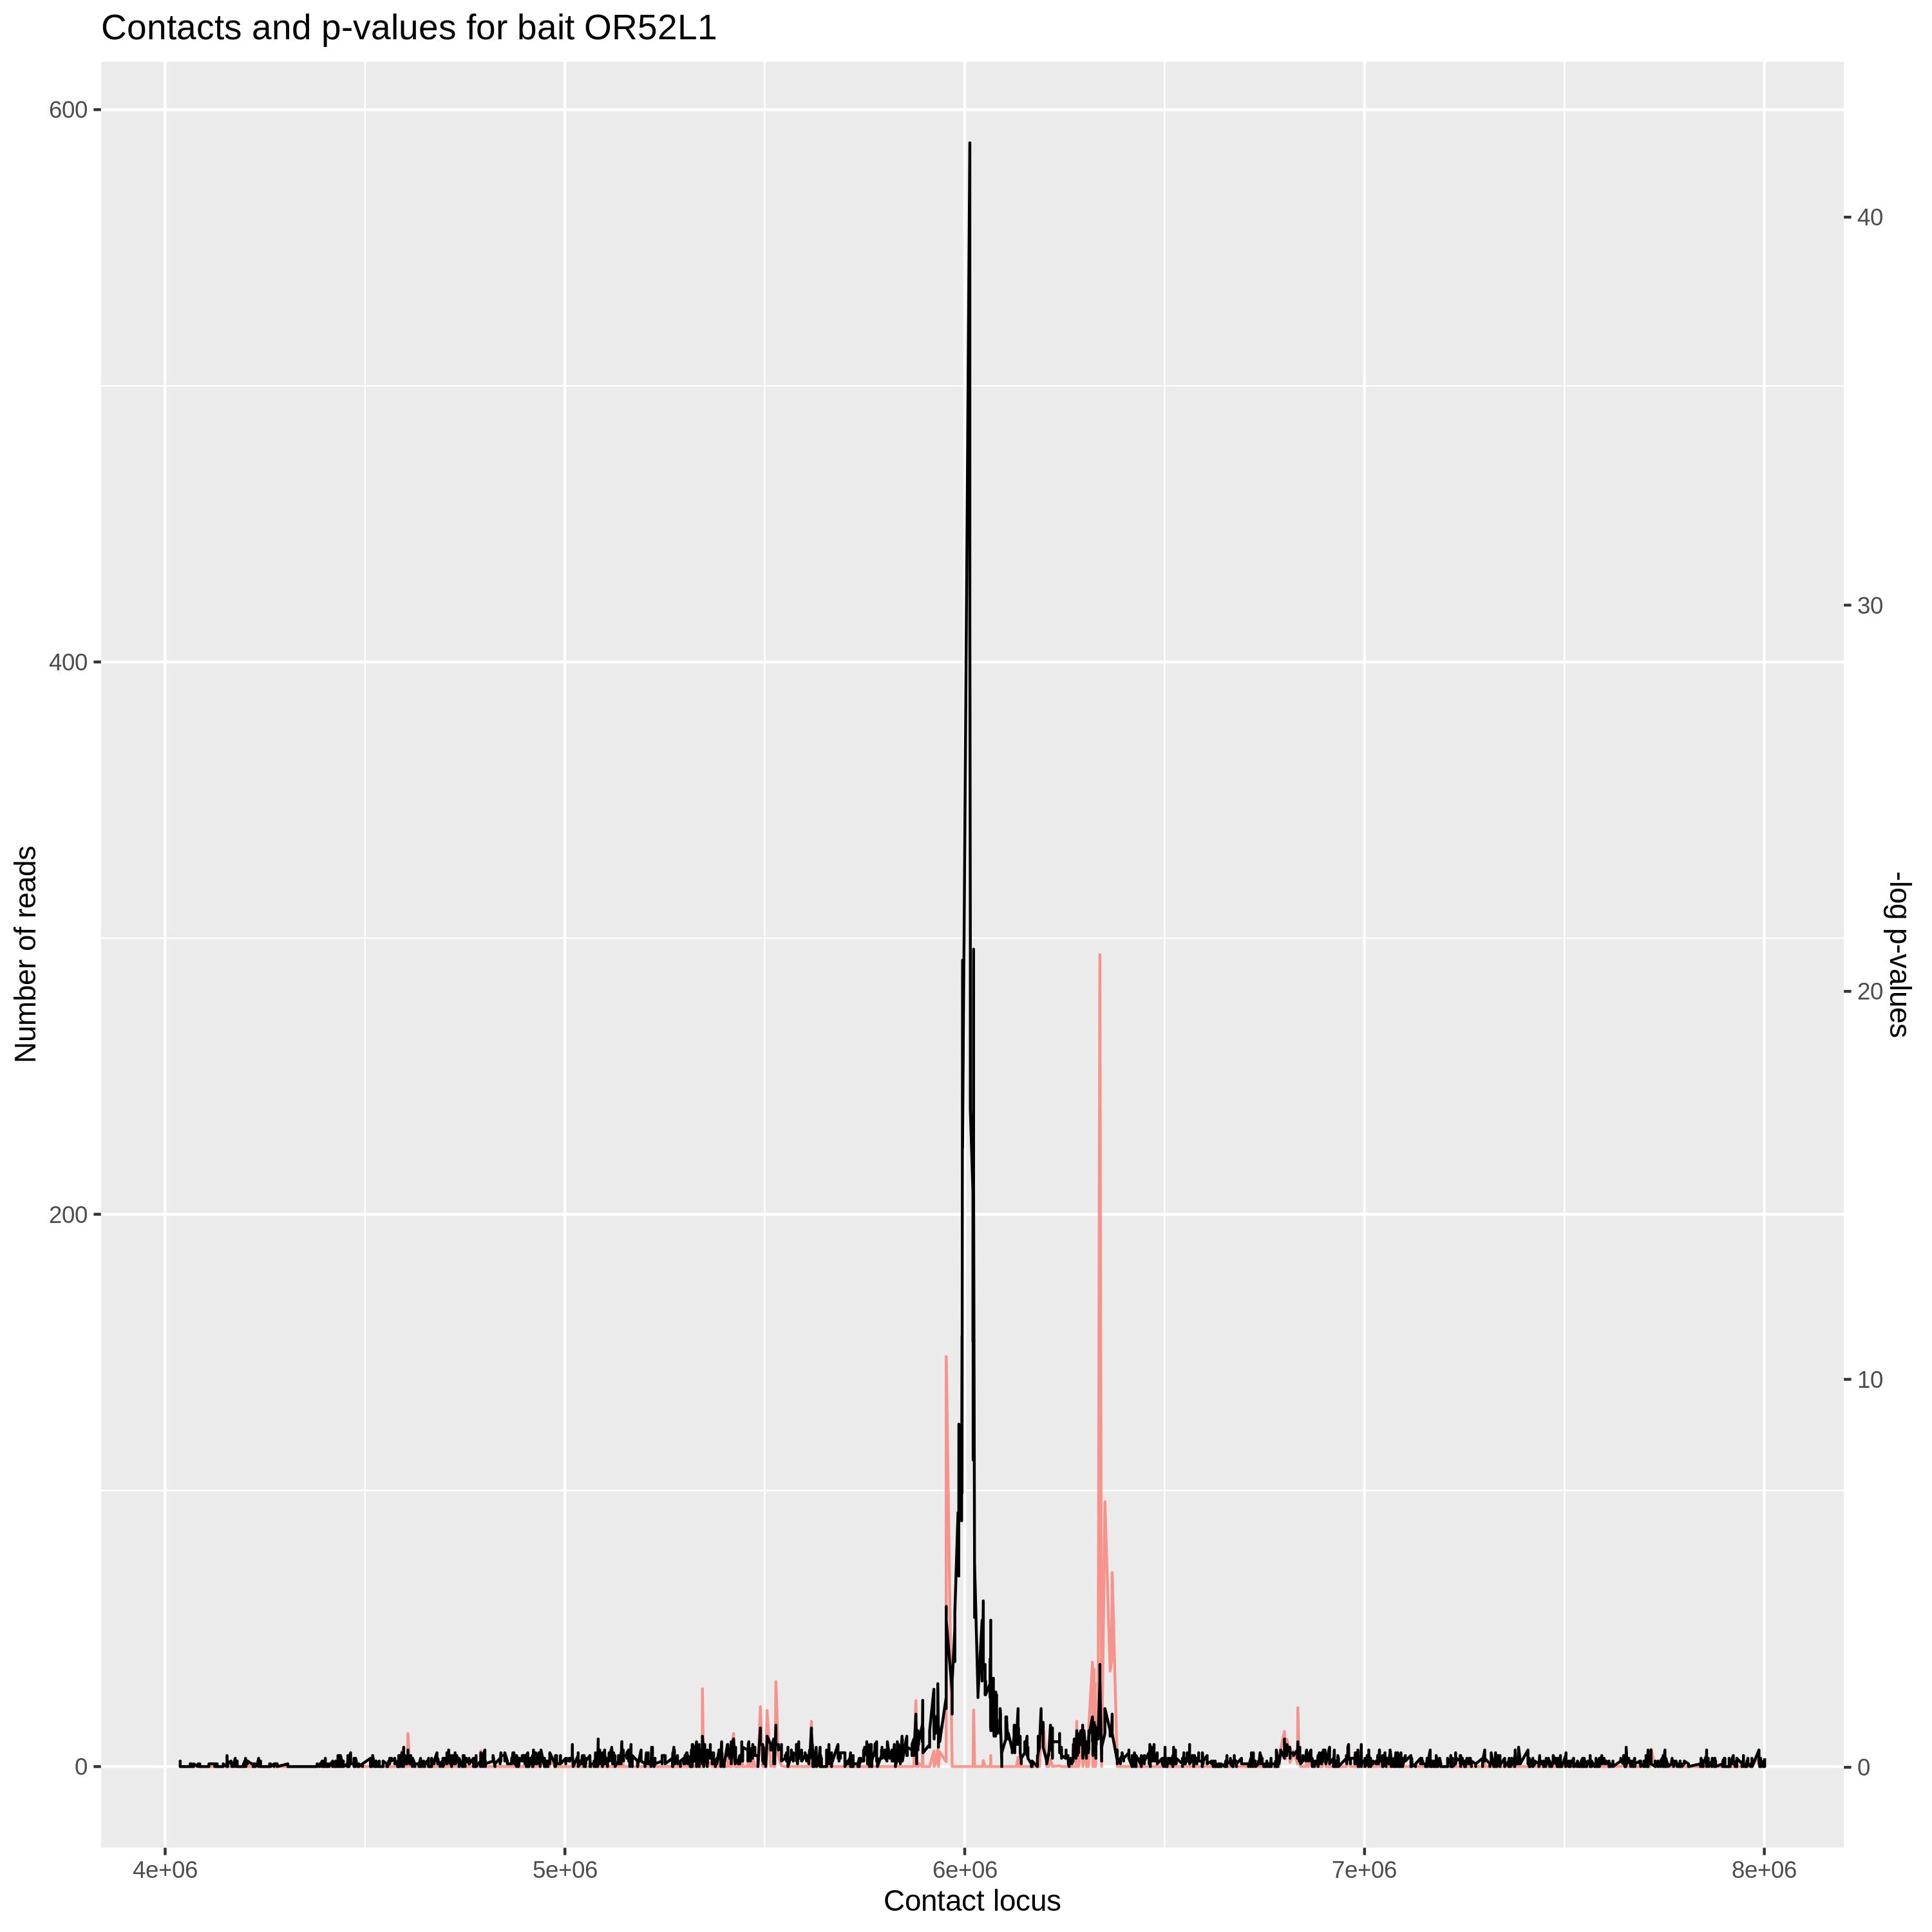 Contacts and p-values for bait OR52L1
600
400
200
0
Number of reads
40
30
20
10
0
-log p-values
4e+06 5e+06 6e+06 7e+06 8e+06
Contact locus